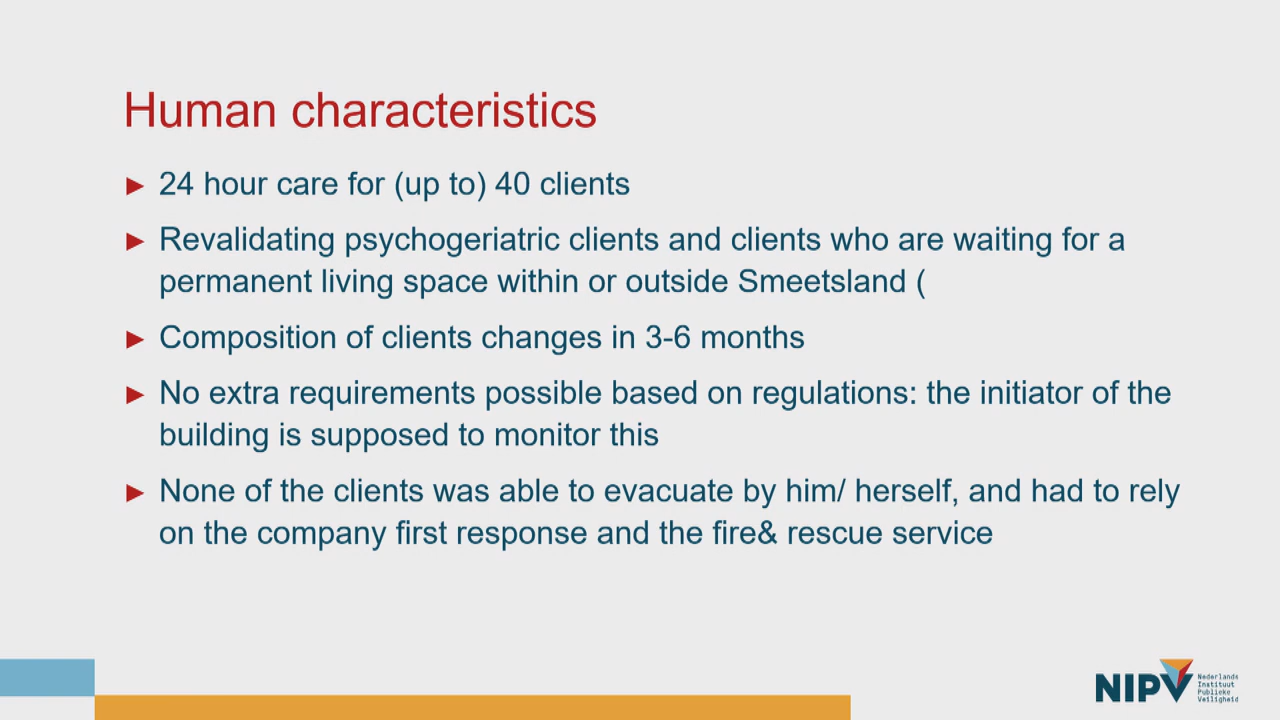 Human characteristics
► 24 hour care for (up to) 40 clients
► Revalidating psychogeriatric clients and clients who are waiting for a
permanent living space within or outside Smeetsland (
► Composition of clients changes in 3-6 months
► No extra requirements possible based on regulations: the initiator of the
building is supposed to monitor this
► None of the clients was able to evacuate by him/ herself, and had to rely
on the company first response and the fire& rescue service
NIPV
Nederlands
Instituut
Publieke
Veiligheid